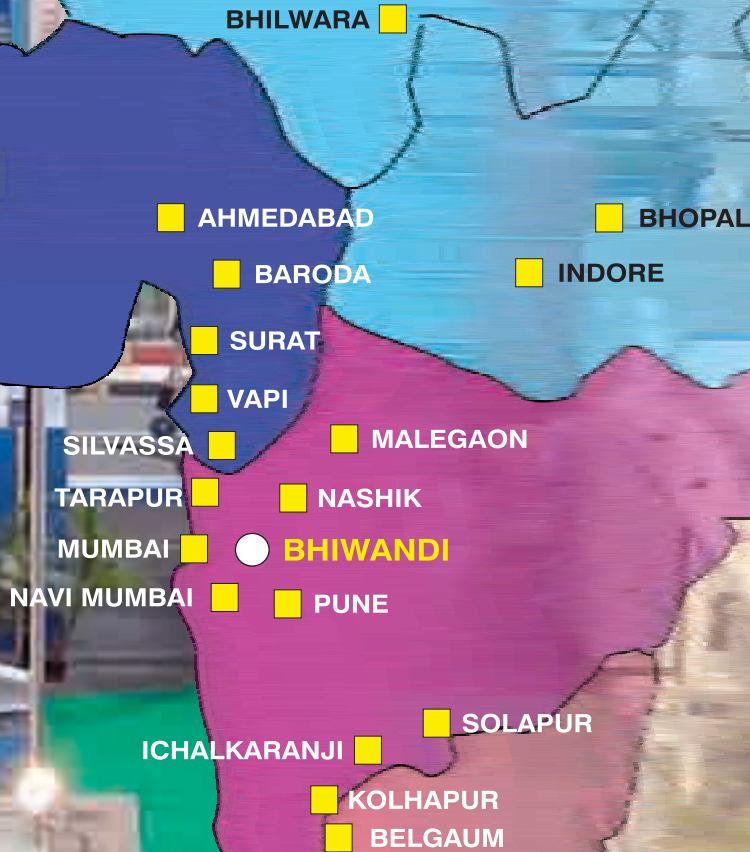 BHILWARA
AHMEDABAD
BHOPAL
BARODA
INDORE
SURAT
VAPI
MALEGAON
SILVASSA
TARAPUR
NASHIK
MUMBAI
BHIWANDI
NAVI MUMBAI
PUNE
SOLAPUR
ICHALKARANJI
KOLHAPUR
BELGAUM